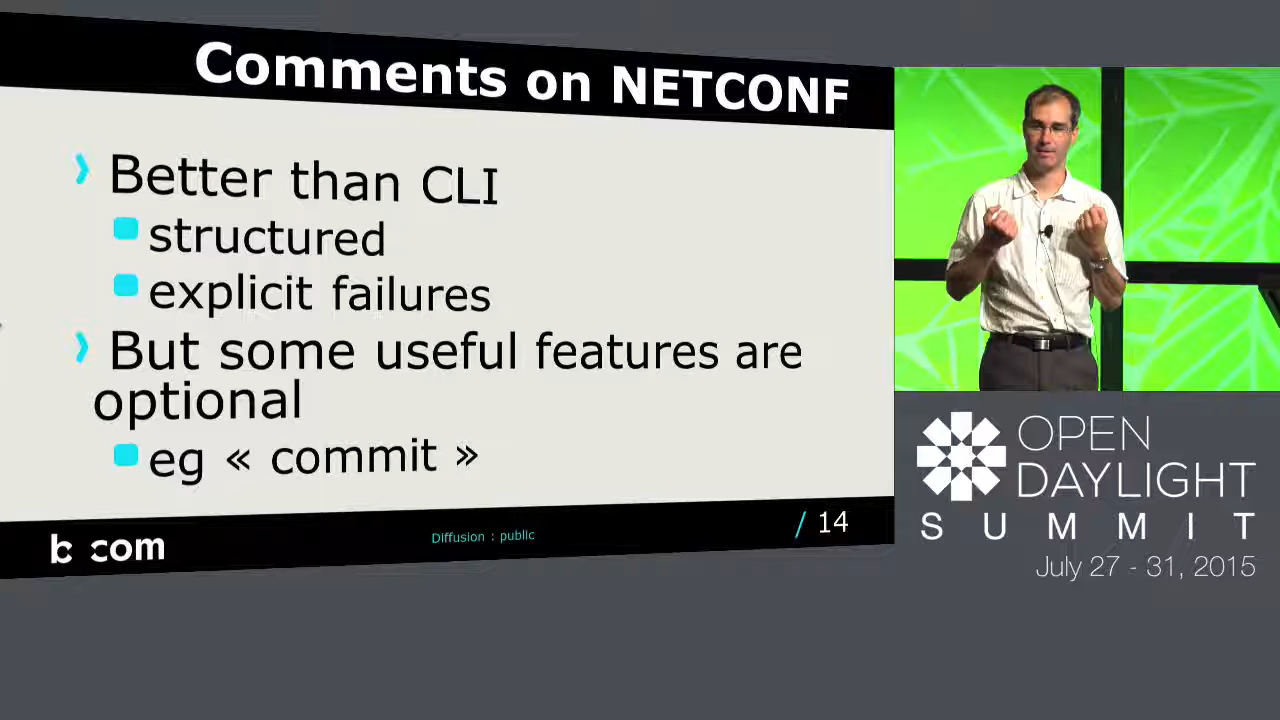 Comments on NETCONF
› Better than CLI
structured
explicit failures
› But some useful features are
optional
eg « commit »
b com
Diffusion : public
/ 14
OPEN
DAYLIGHT
SUMMIT
July 27 - 31, 2015